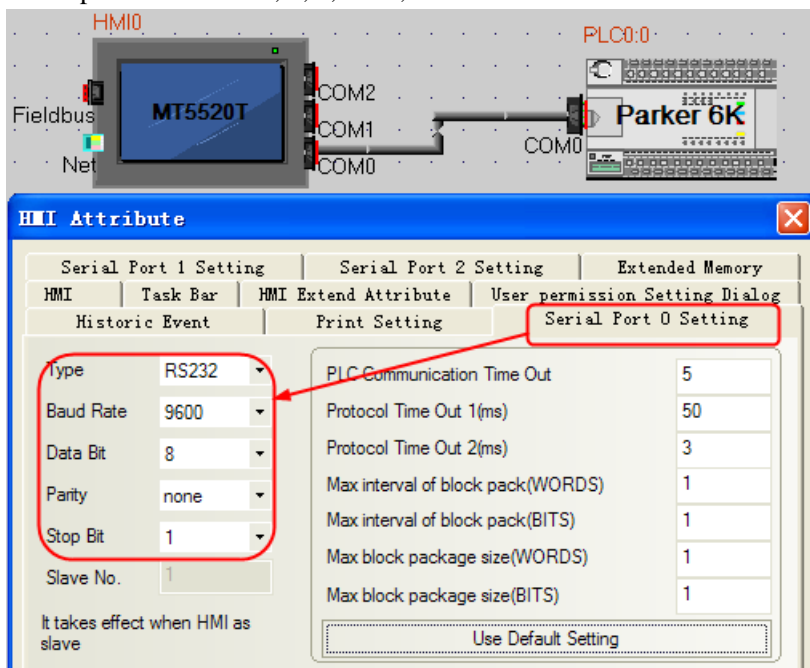 HMI0
PLC0:0
Fieldbus
MT5520T
COM2
COM1
COM0
Net
COM0
Parker 6K
HMI Attribute
Serial Port 1 Setting
Serial Port 2 Setting
Extended Memory
HMI
Task Bar
HMI Extend Attribute
User permission Setting Dialog
Historic Event
Print Setting
Serial Port 0 Setting
Type RS232
Baud Rate 9600
Data Bit 8
Parity none
Stop Bit 1
Slave No. 1
It takes effect when HMI as
slave
PLC Communication Time Out 5
Protocol Time Out 1(ms) 50
Protocol Time Out 2(ms) 3
Max interval of block pack(WORDS) 1
Max interval of block pack(BITS) 1
Max block package size(WORDS) 1
Max block package size(BITS) 1
Use Default Setting